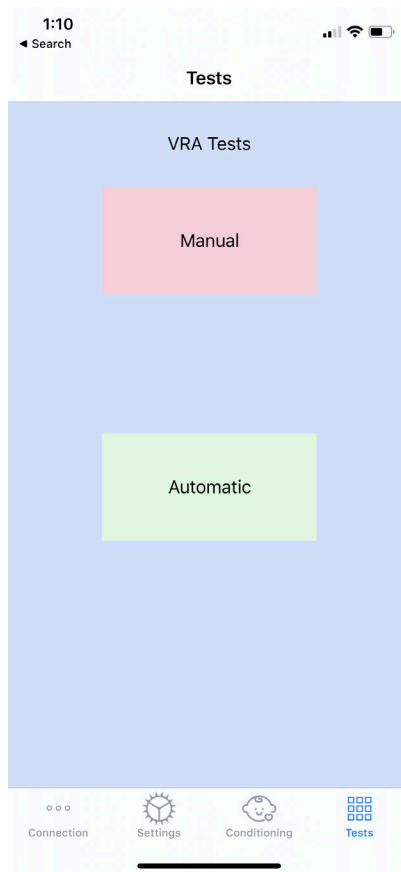 1:10
◀ Search
Tests
VRA Tests
Manual
Automatic
Connection
Settings
Conditioning
Tests